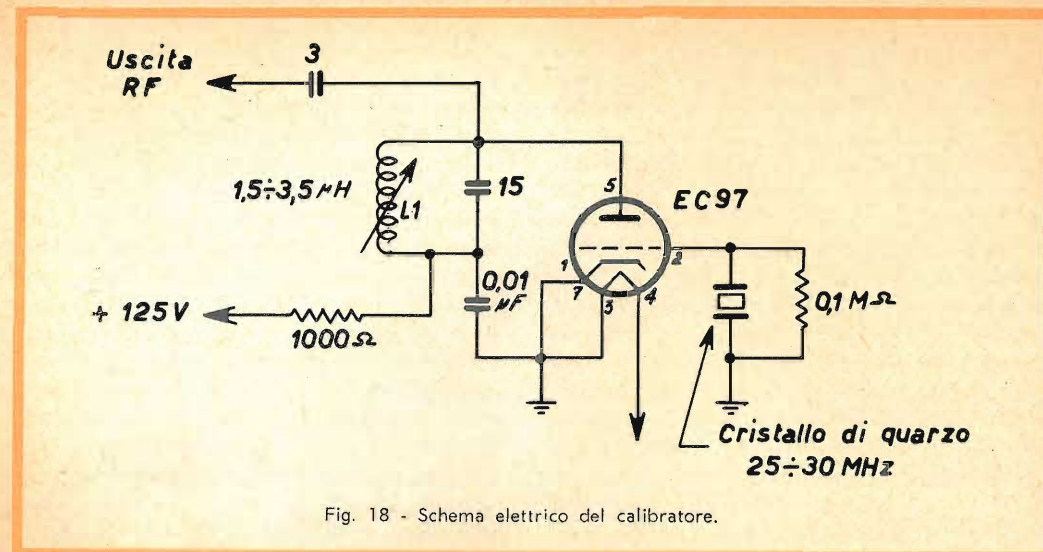 Uscita
RF
3
1,5÷3,5 µH
L1
15
5
EC97
1
7
3
4
2
0,01
µF
0,1 MΩ
+ 125V
1000 Ω
Cristallo di quarzo
25÷30 MHz
Fig. 18 - Schema elettrico del calibratore.